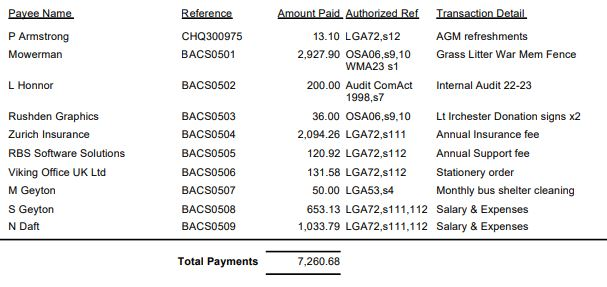 Payee Name Reference Amount Paid Authorized Ref Transaction Detail
P Armstrong CHQ300975 13.10 LGA72,s12 AGM refreshments
Mowerman BACS0501 2,927.90 OSA06,s9,10 Grass Litter War Mem Fence
WMA23 s1
L Honnor BACS0502 200.00 Audit ComAct Internal Audit 22-23
1998,s7
Rushden Graphics BACS0503 36.00 OSA06,s9,10 Lt Irchester Donation signs x2
Zurich Insurance BACS0504 2,094.26 LGA72,s111 Annual Insurance fee
RBS Software Solutions BACS0505 120.92 LGA72,s112 Annual Support fee
Viking Office UK Ltd BACS0506 131.58 LGA72,s112 Stationery order
M Geyton BACS0507 50.00 LGA53,s4 Monthly bus shelter cleaning
S Geyton BACS0508 653.13 LGA72,s111,112 Salary & Expenses
N Daft BACS0509 1,033.79 LGA72,s111,112 Salary & Expenses
Total Payments 7,260.68